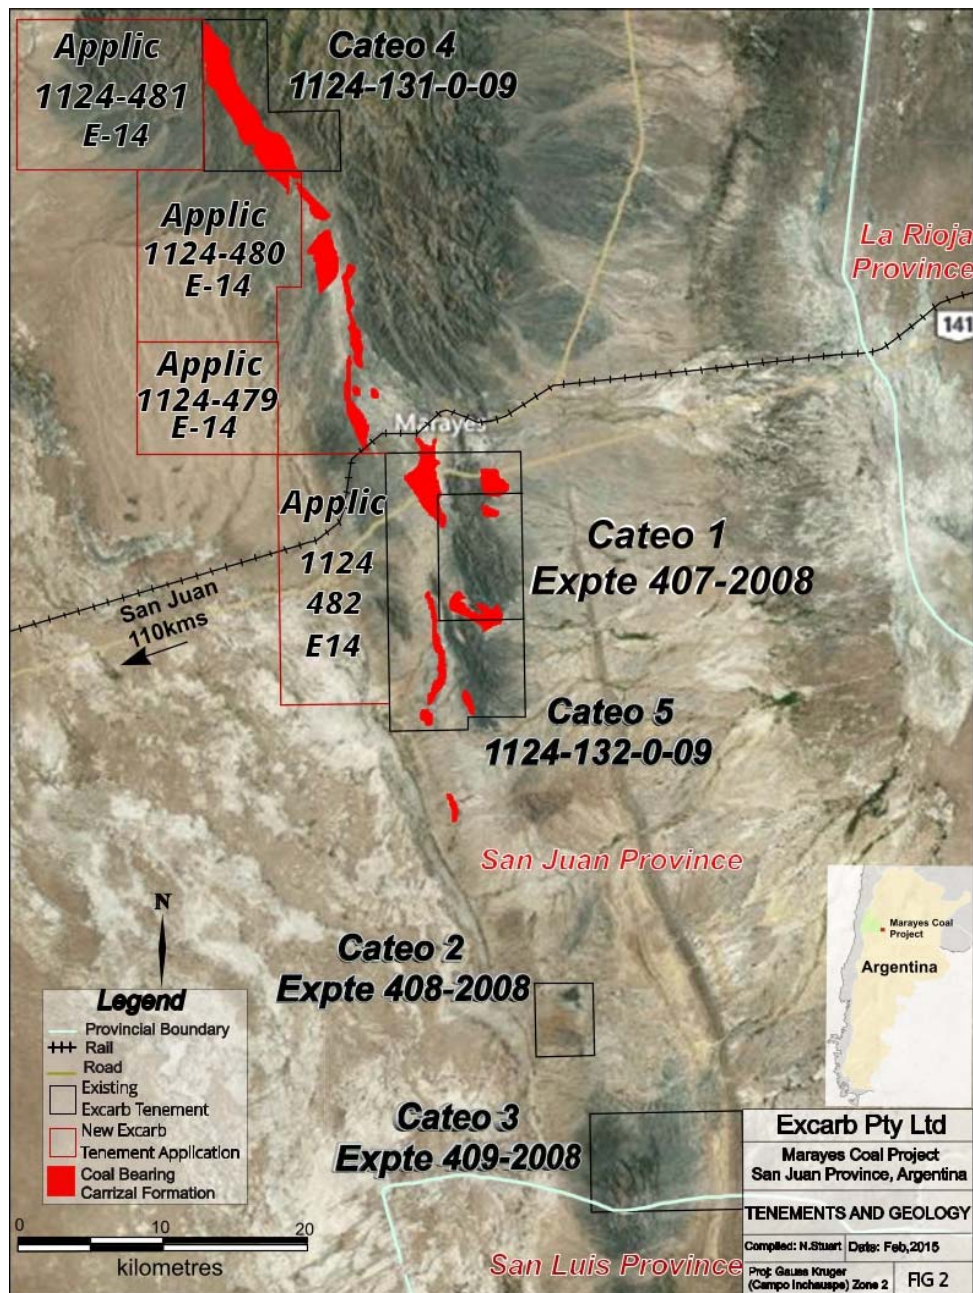 Applic
1124-481
E-14
Cateo 4
1124-131-0-09
Applic
1124-480
E-14
La Rioja
Province
141
Applic
1124-479
E-14
Marayes
Applic
1124
482
E14
Cateo 1
Expte 407-2008
San Juan
110kms
Cateo 5
1124-132-0-09
San Juan Province
N
Cateo 2
Expte 408-2008
Marayes Coal
Project
Argentina
Legend
Provincial Boundary
Rail
Road
Existing
Excarb Tenement
New Excarb
Tenement Application
Coal Bearing
Carrizal Formation
Cateo 3
Expte 409-2008
0 10 20
kilometres
San Luis Province
Excarb Pty Ltd
Marayes Coal Project
San Juan Province, Argentina
TENEMENTS AND GEOLOGY
Compiled: N.Stuart Date: Feb,2015
Proj: Gauss Kruger
(Campo Inchauspe) Zone 2 FIG 2